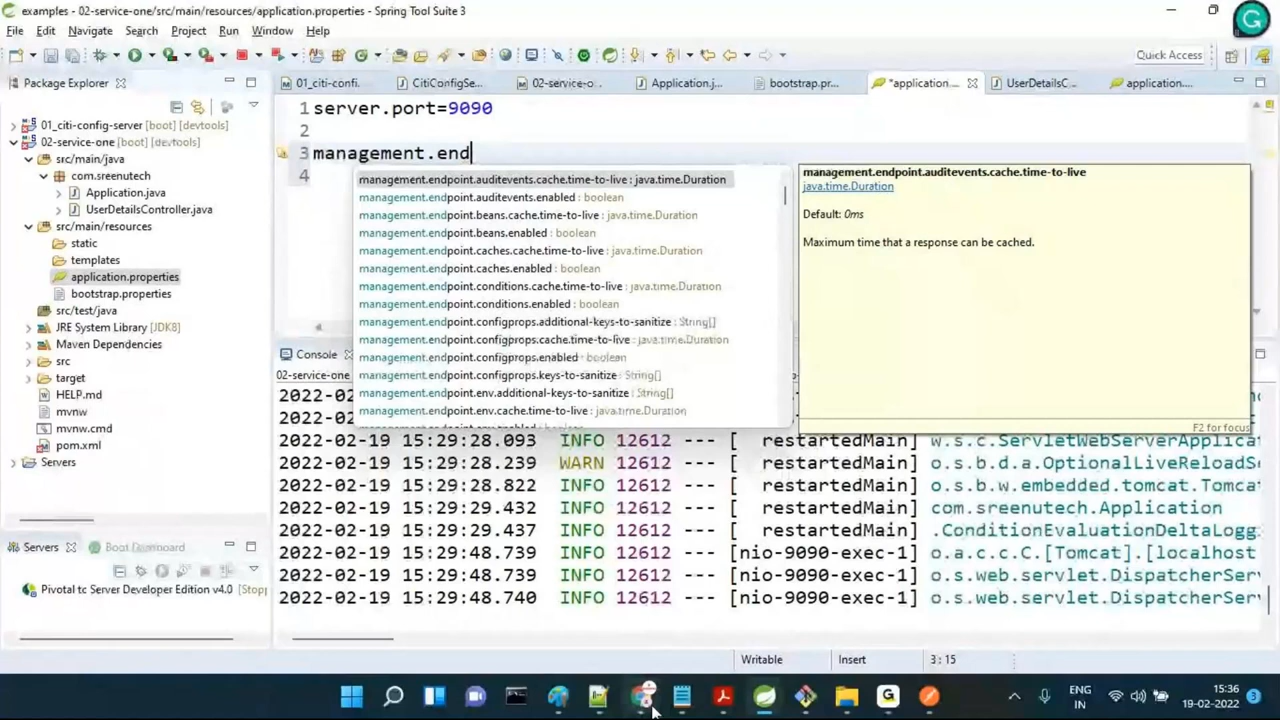 examples - 02-service-one/src/main/resources/application.properties - Spring Tool Suite 3
File Edit Navigate Search Project Run Window Help
Quick Access
Package Explorer
01_citi-confi...
CitiConfigSe...
02-service-o...
Application.j...
bootstrap.pr...
*application....
UserDetailsC...
application....
01_citi-config-server [boot] [devtools]
02-service-one [boot] [devtools]
src/main/java
com.sreenutech
Application.java
UserDetailsController.java
src/main/resources
static
templates
application.properties
bootstrap.properties
src/test/java
JRE System Library [JDK8]
Maven Dependencies
src
target
HELP.md
mvnw
mvnw.cmd
pom.xml
Servers
1 server.port=9090
2
3 management.end
4
management.endpoint.auditevents.cache.time-to-live : java.time.Duration
management.endpoint.auditevents.enabled : boolean
management.endpoint.beans.cache.time-to-live : java.time.Duration
management.endpoint.beans.enabled : boolean
management.endpoint.caches.cache.time-to-live : java.time.Duration
management.endpoint.caches.enabled : boolean
management.endpoint.conditions.cache.time-to-live : java.time.Duration
management.endpoint.conditions.enabled : boolean
management.endpoint.configprops.additional-keys-to-sanitize : String[]
management.endpoint.configprops.cache.time-to-live : java.time.Duration
management.endpoint.configprops.enabled : boolean
management.endpoint.configprops.keys-to-sanitize : String[]
management.endpoint.env.additional-keys-to-sanitize : String[]
management.endpoint.env.cache.time-to-live : java.time.Duration
management.endpoint.auditevents.cache.time-to-live
java.time.Duration
Default: 0ms
Maximum time that a response can be cached.
F2 for focus
Console
02-service-one
2022-02
2022-02
2022-02-19 15:29:28.093 INFO 12612 --- [ restartedMain] w.s.c.ServletWebServerApplica
2022-02-19 15:29:28.239 WARN 12612 --- [ restartedMain] o.s.b.d.a.OptionalLiveReloadSe
2022-02-19 15:29:28.822 INFO 12612 --- [ restartedMain] o.s.b.w.embedded.tomcat.Tomcat
2022-02-19 15:29:29.432 INFO 12612 --- [ restartedMain] com.sreenutech.Application
2022-02-19 15:29:29.437 INFO 12612 --- [ restartedMain] .ConditionEvaluationDeltaLogg
2022-02-19 15:29:48.739 INFO 12612 --- [nio-9090-exec-1] o.a.c.c.C.[Tomcat].[localhost
2022-02-19 15:29:48.739 INFO 12612 --- [nio-9090-exec-1] o.s.web.servlet.DispatcherSer
2022-02-19 15:29:48.740 INFO 12612 --- [nio-9090-exec-1] o.s.web.servlet.DispatcherSer
Servers
Boot Dashboard
Pivotal tc Server Developer Edition v4.0 [Stop
Writable
Insert
3 : 15
ENG
IN
15:36
19-02-2022